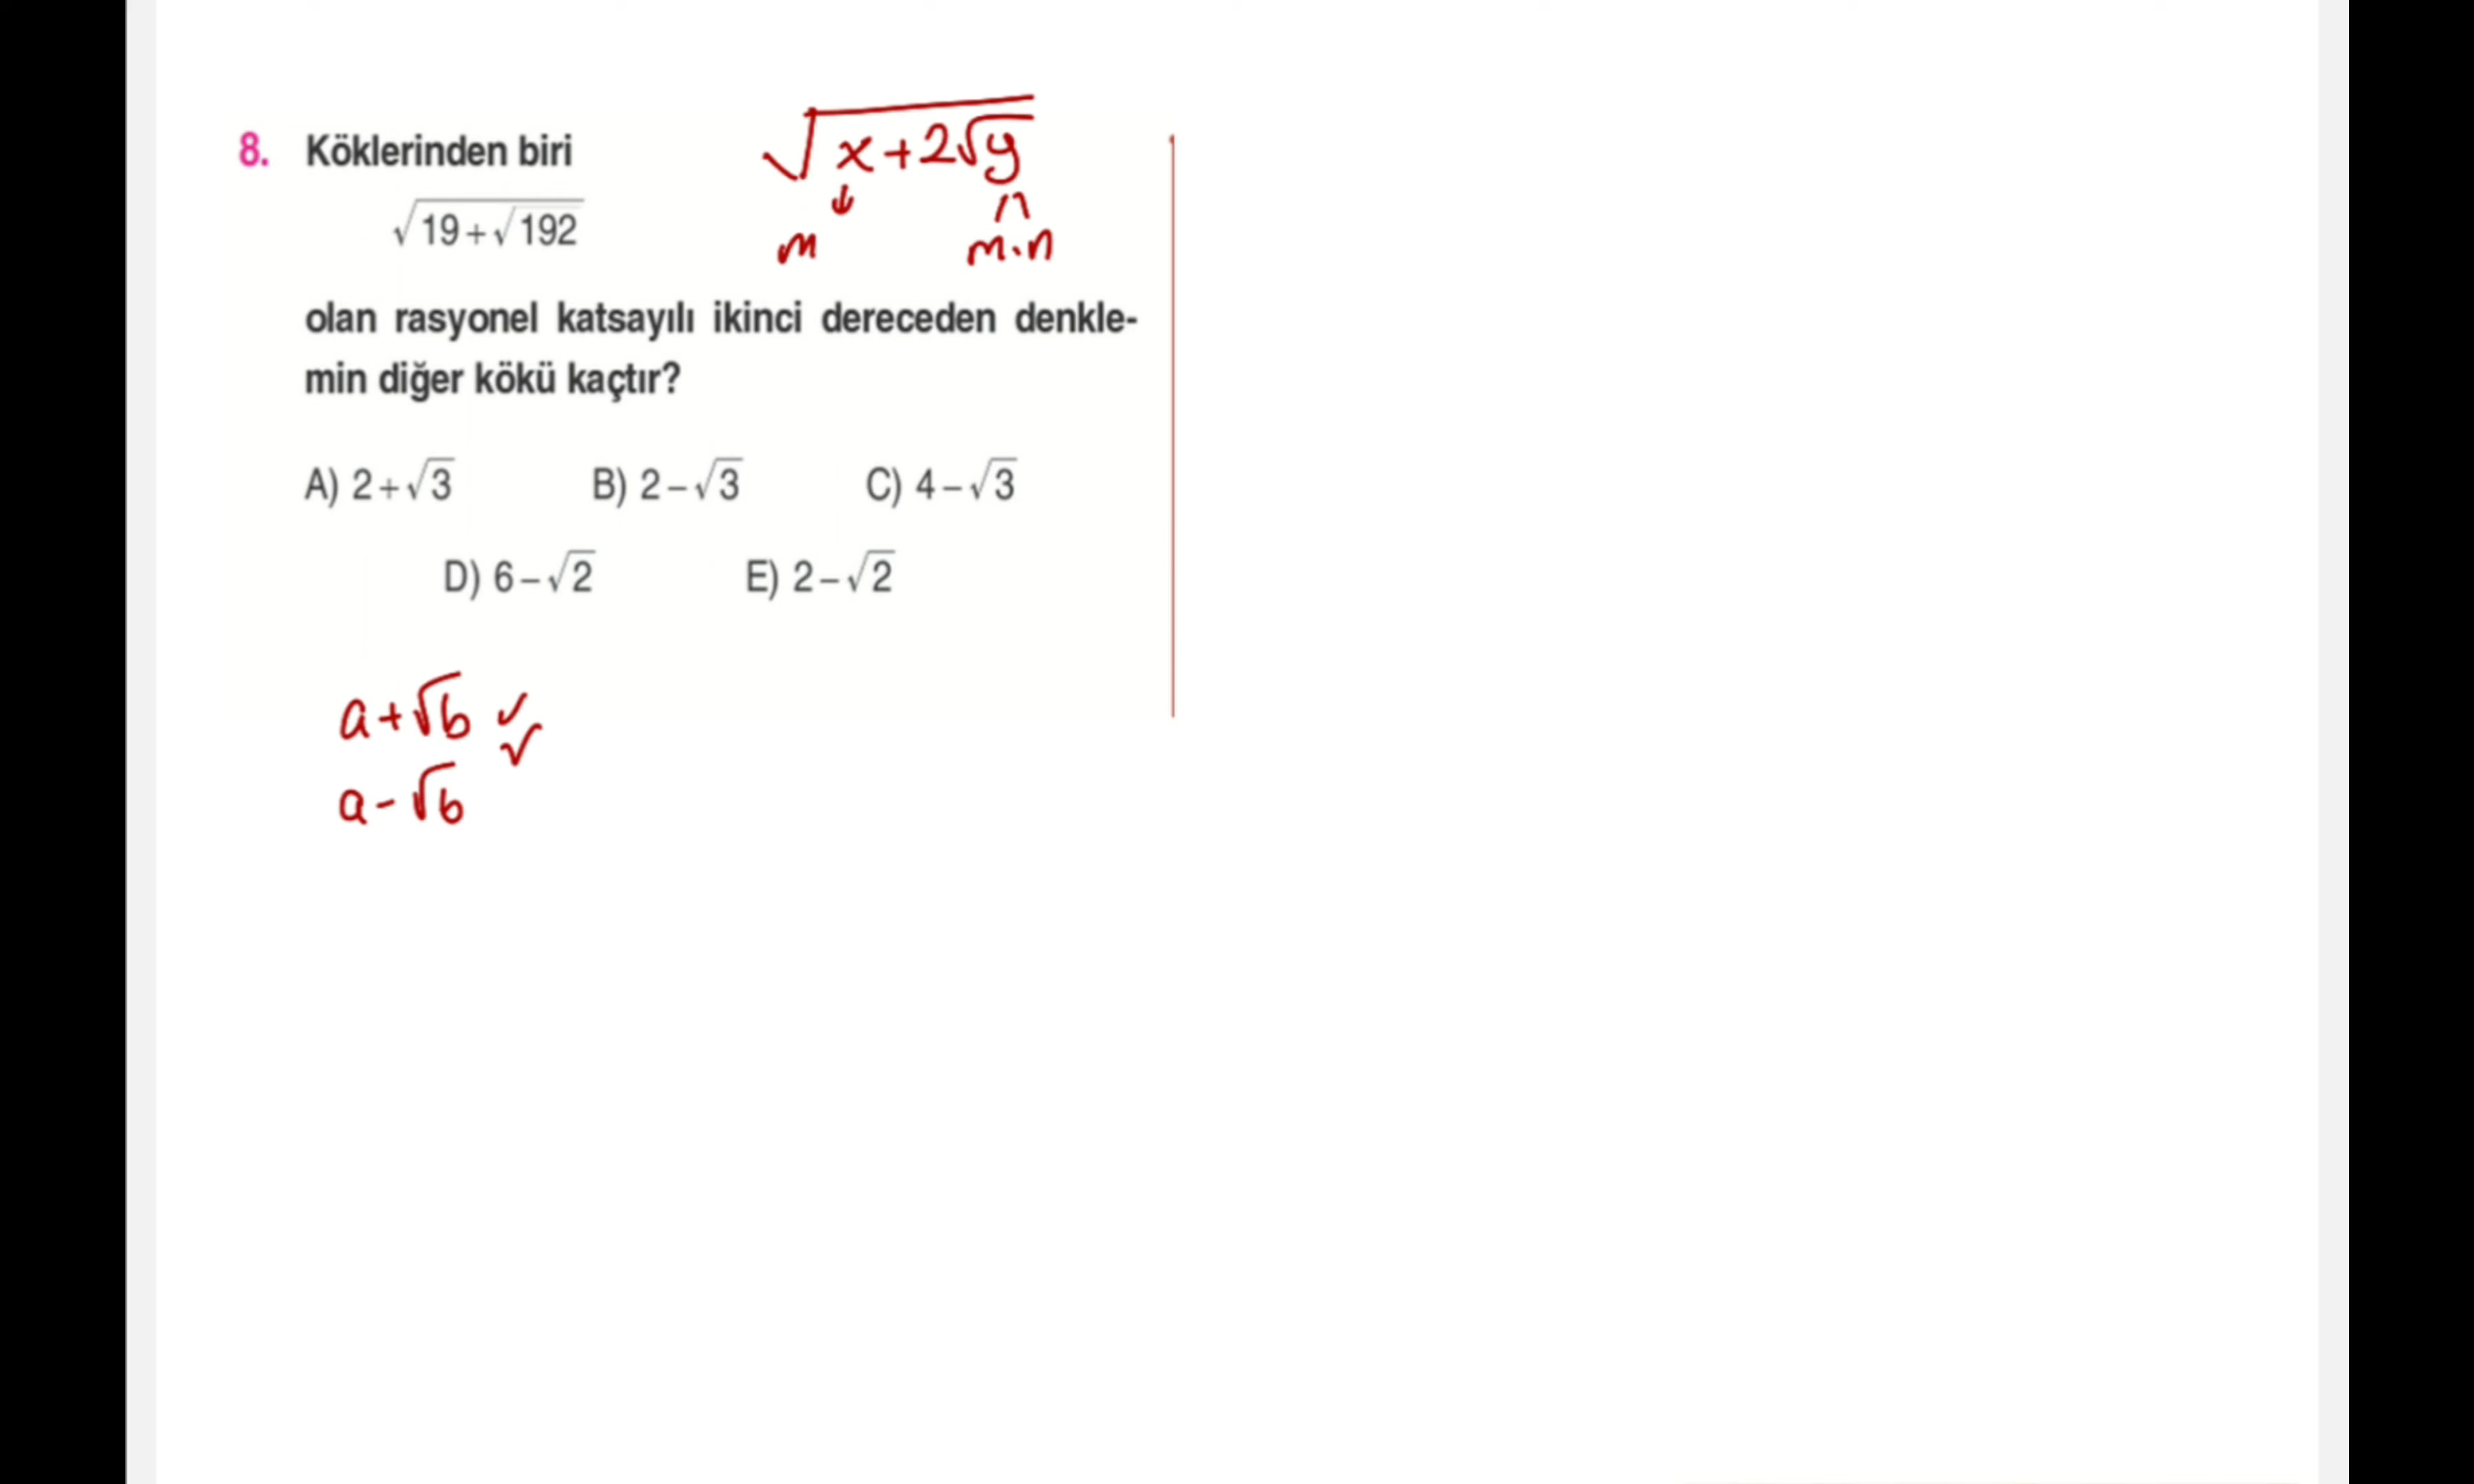 8. Köklerinden biri
√(19+√192)
√(x+2√y)
m
m.n
olan rasyonel katsayılı ikinci dereceden denkle-
min diğer kökü kaçtır?
A) 2+√3 B) 2−√3 C) 4−√3
D) 6−√2 E) 2−√2
a+√b ✓
✓
a-√b